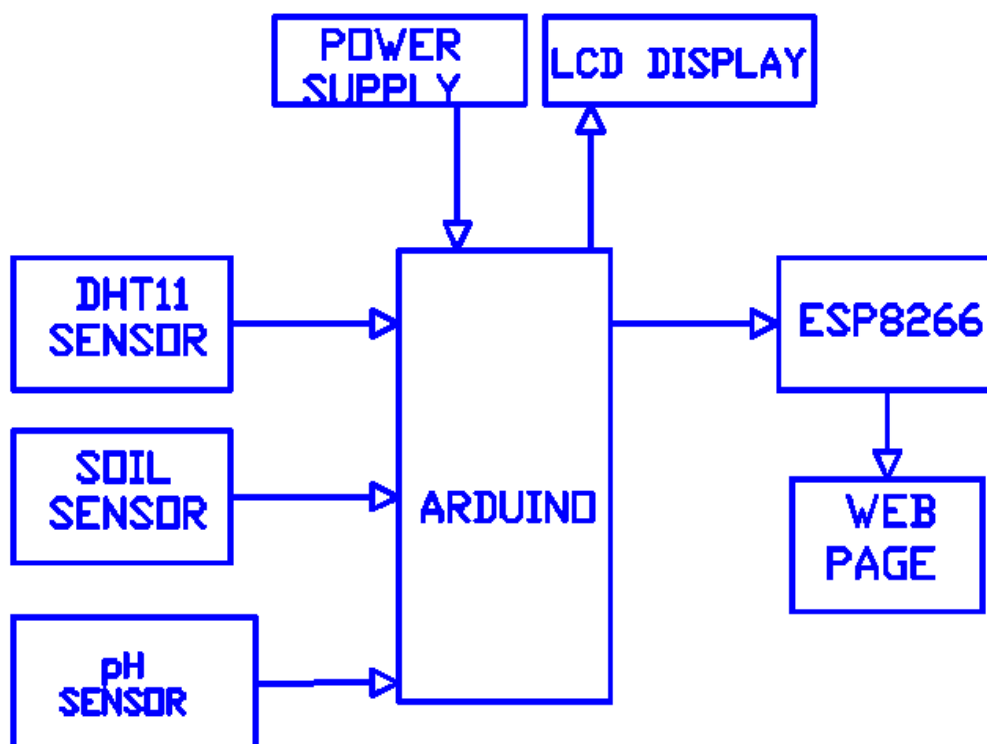 POWER
SUPPLY
LCD DISPLAY
DHT11
SENSOR
ESP8266
SOIL
SENSOR
ARDUINO
WEB
PAGE
pH
SENSOR